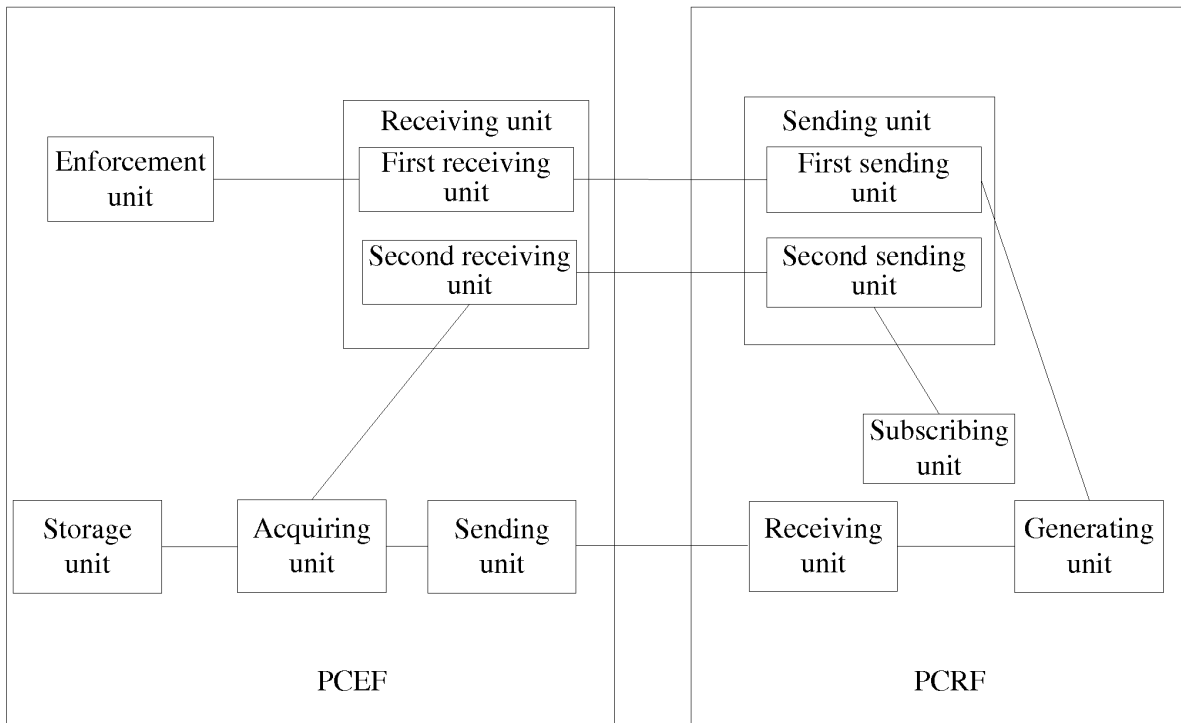 Receiving unit
Enforcement
unit
First receiving
unit
Second receiving
unit
Storage
unit
Acquiring
unit
Sending
unit
PCEF
Sending unit
First sending
unit
Second sending
unit
Subscribing
unit
Receiving
unit
Generating
unit
PCRF